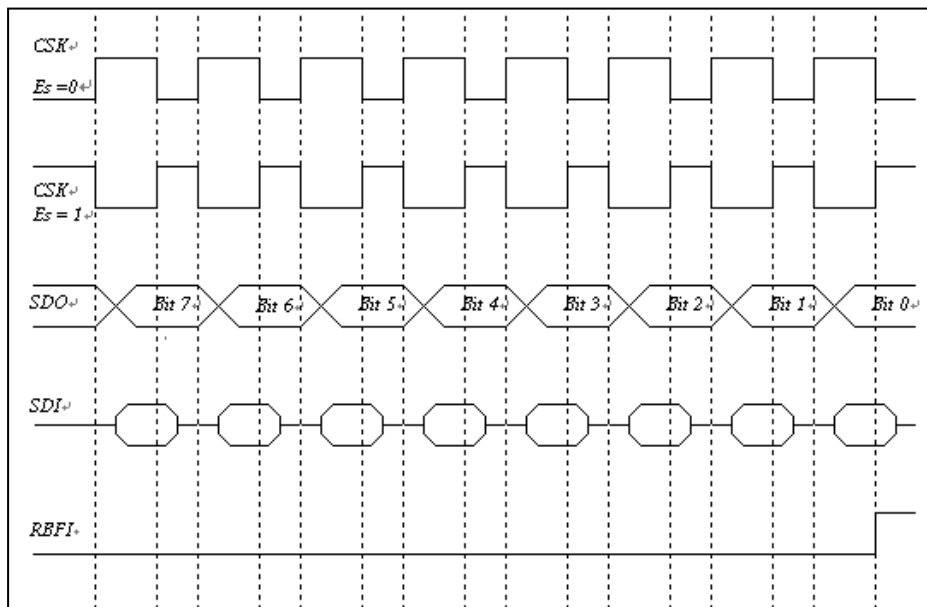 CSK↵
Es =0↵
CSK↵
Es = 1↵
SDO↵ Bit 7↵ Bit 6↵ Bit 5↵ Bit 4↵ Bit 3↵ Bit 2↵ Bit 1↵ Bit 0↵
SDI↵
RBFI↵